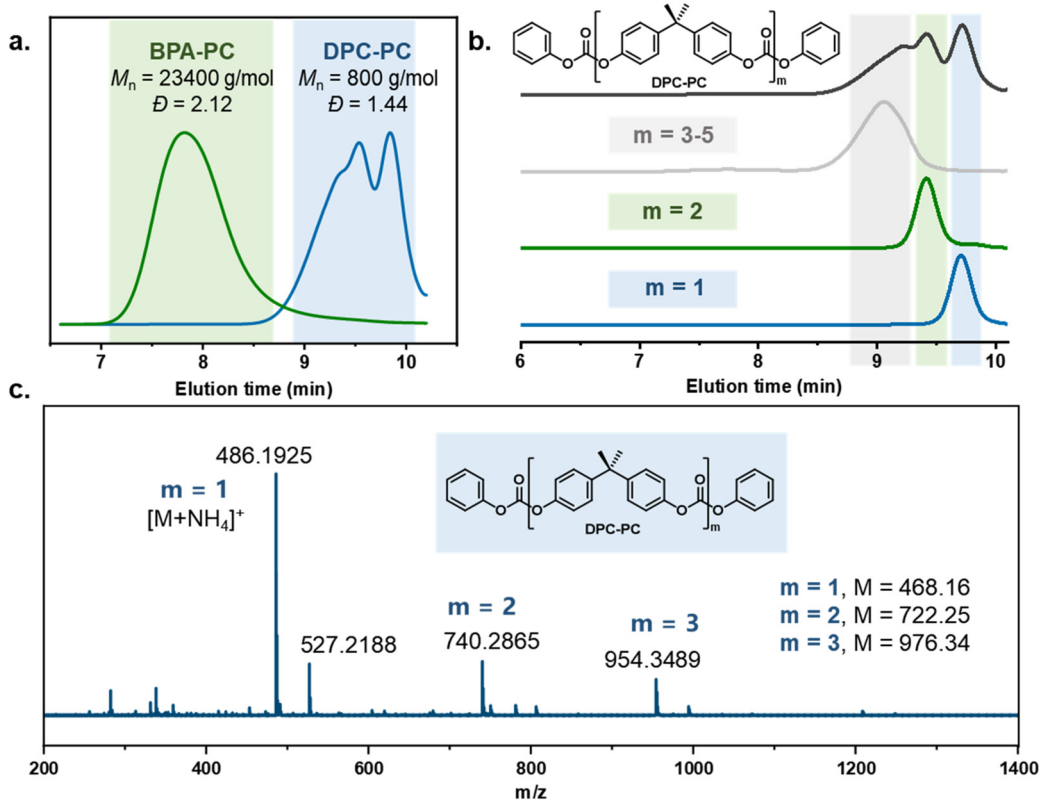 a.
BPA-PC
Mn = 23400 g/mol
Đ = 2.12
DPC-PC
Mn = 800 g/mol
Đ = 1.44
7 8 9 10
Elution time (min)
b.
O
O O
O
O O
m
DPC-PC
m = 3-5
m = 2
m = 1
6 7 8 9 10
Elution time (min)
c.
486.1925
m = 1
[M+NH4]+
527.2188
m = 2
740.2865
m = 3
954.3489
O
O O
O
O O
m
DPC-PC
m = 1, M = 468.16
m = 2, M = 722.25
m = 3, M = 976.34
200 400 600 800 1000 1200 1400
m/z